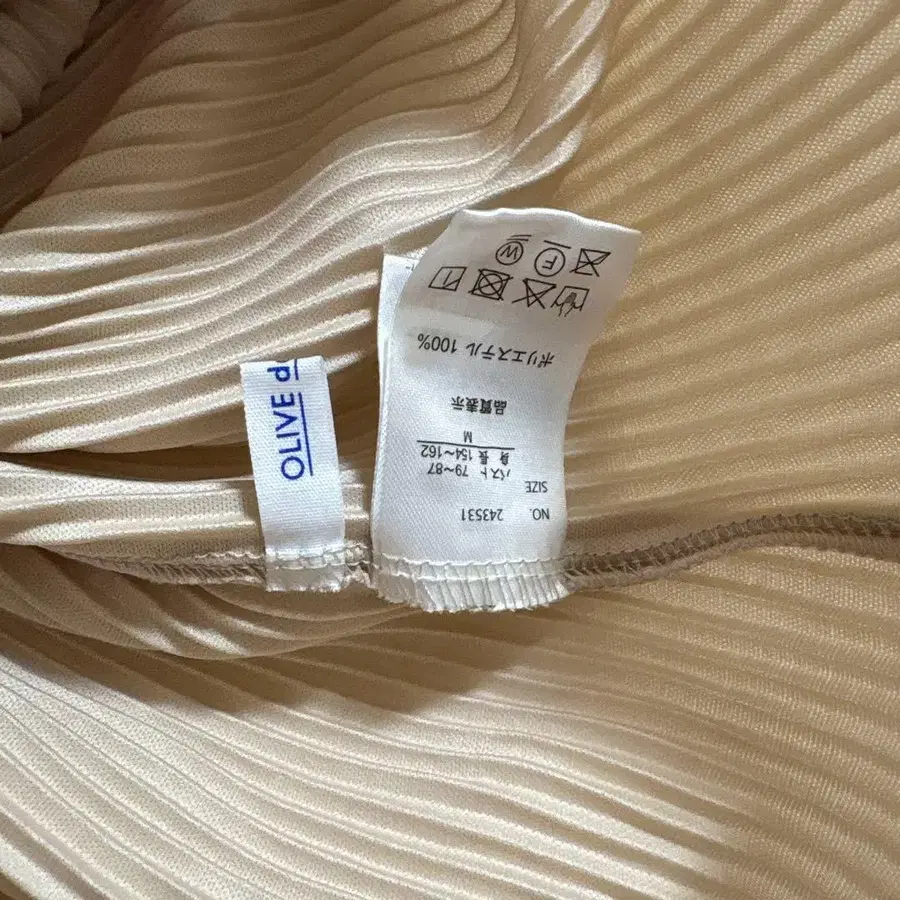 OLIVE d
NO. 243531
SIZE
バスト 79~87
身長 154~162
M
品質表示
ポリエステル 100%
F
W